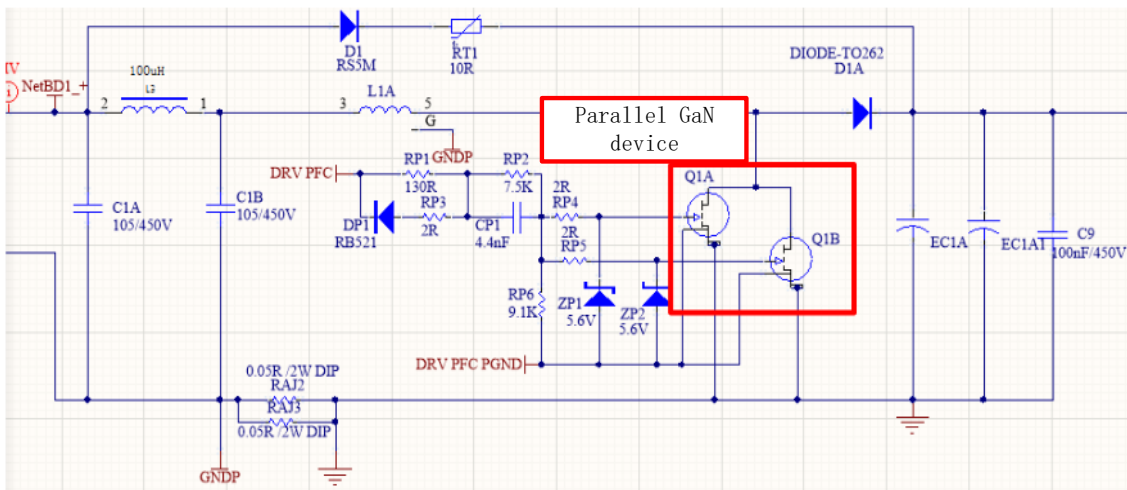 D1
RS5M
RT1
10R
DIODE-TO262
D1A
NetBD1_+
1
100uH
L3
2
1
3
L1A
5
G
GNDP
Parallel GaN
device
DRV PFC
RP1
130R
RP2
7.5K
RP3
2R
DP1
RB521
CP1
4.4nF
2R
RP4
2R
RP5
Q1A
Q1B
C1A
105/450V
C1B
105/450V
RP6
9.1K
ZP1
5.6V
ZP2
5.6V
EC1A
EC1A1
C9
100nF/450V
DRV PFC PGND
0.05R /2W DIP
RAJ2
RAJ3
0.05R /2W DIP
GNDP